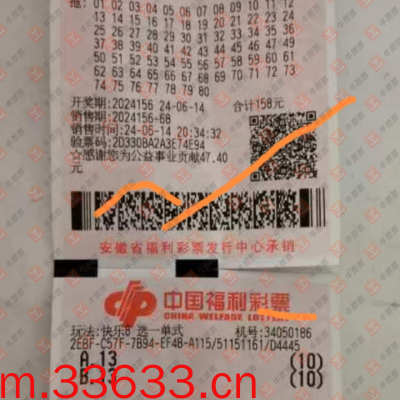 拖: 01 02 03 04 05 06 07 08 09 10 11
12 13 14 15 16 17 18 19 20 21 22 23 24
25 26 27 28 29 30 31 32 33 34 35 36
37 38 39 40 41 42 43 44 45 46 47 48 49
50 51 52 53 54 55 56 57 58 59 60 61
62 63 64 65 66 67 68 69 70 71 72 73
74 75 76 77 78 79 80
开奖期:2024156 24-06-14 合计158元
销售期:2024156-68
销售时间:24-06-14 20:34:32
验票码:2D330BA2A3E74E94
☆感谢您为公益事业贡献47.40
元
安徽省福利彩票发行中心承销
中国福利彩票
CHINA WELFARE LOTTERY
玩法:快乐8 选一单式 机号:34050186
2EBF-C57F-7B94-EF4B-A115/51151161/D4445
A.13 (10)
(10)
m.33633.com